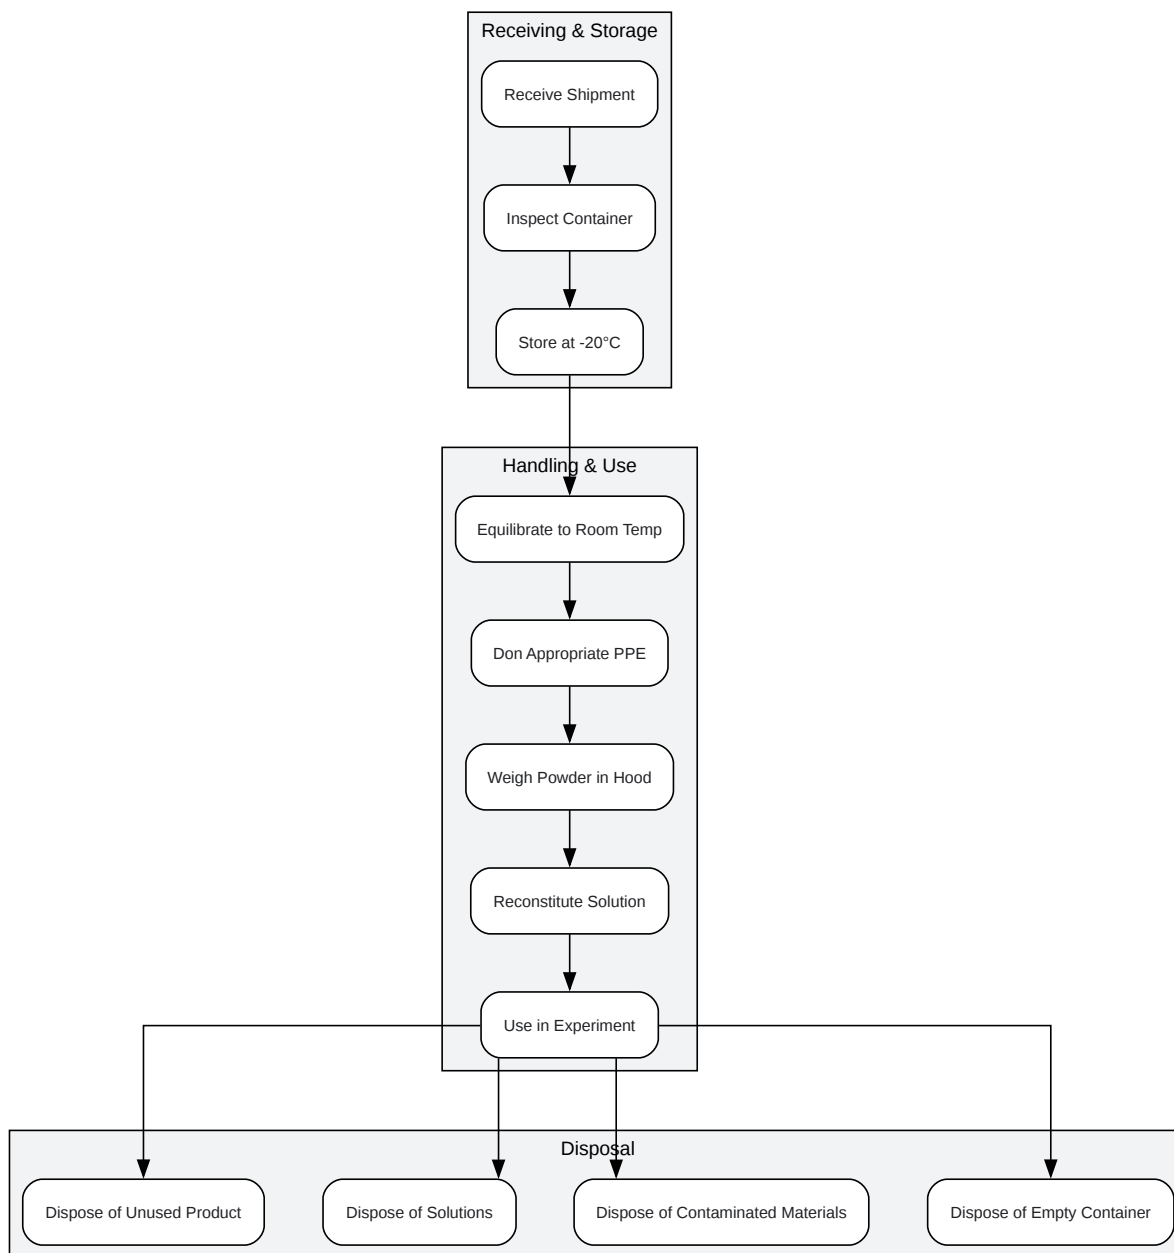 Receiving & Storage
Receive Shipment
Inspect Container
Store at -20°C
Handling & Use
Equilibrate to Room Temp
Don Appropriate PPE
Weigh Powder in Hood
Reconstitute Solution
Use in Experiment
Disposal
Dispose of Unused Product
Dispose of Solutions
Dispose of Contaminated Materials
Dispose of Empty Container